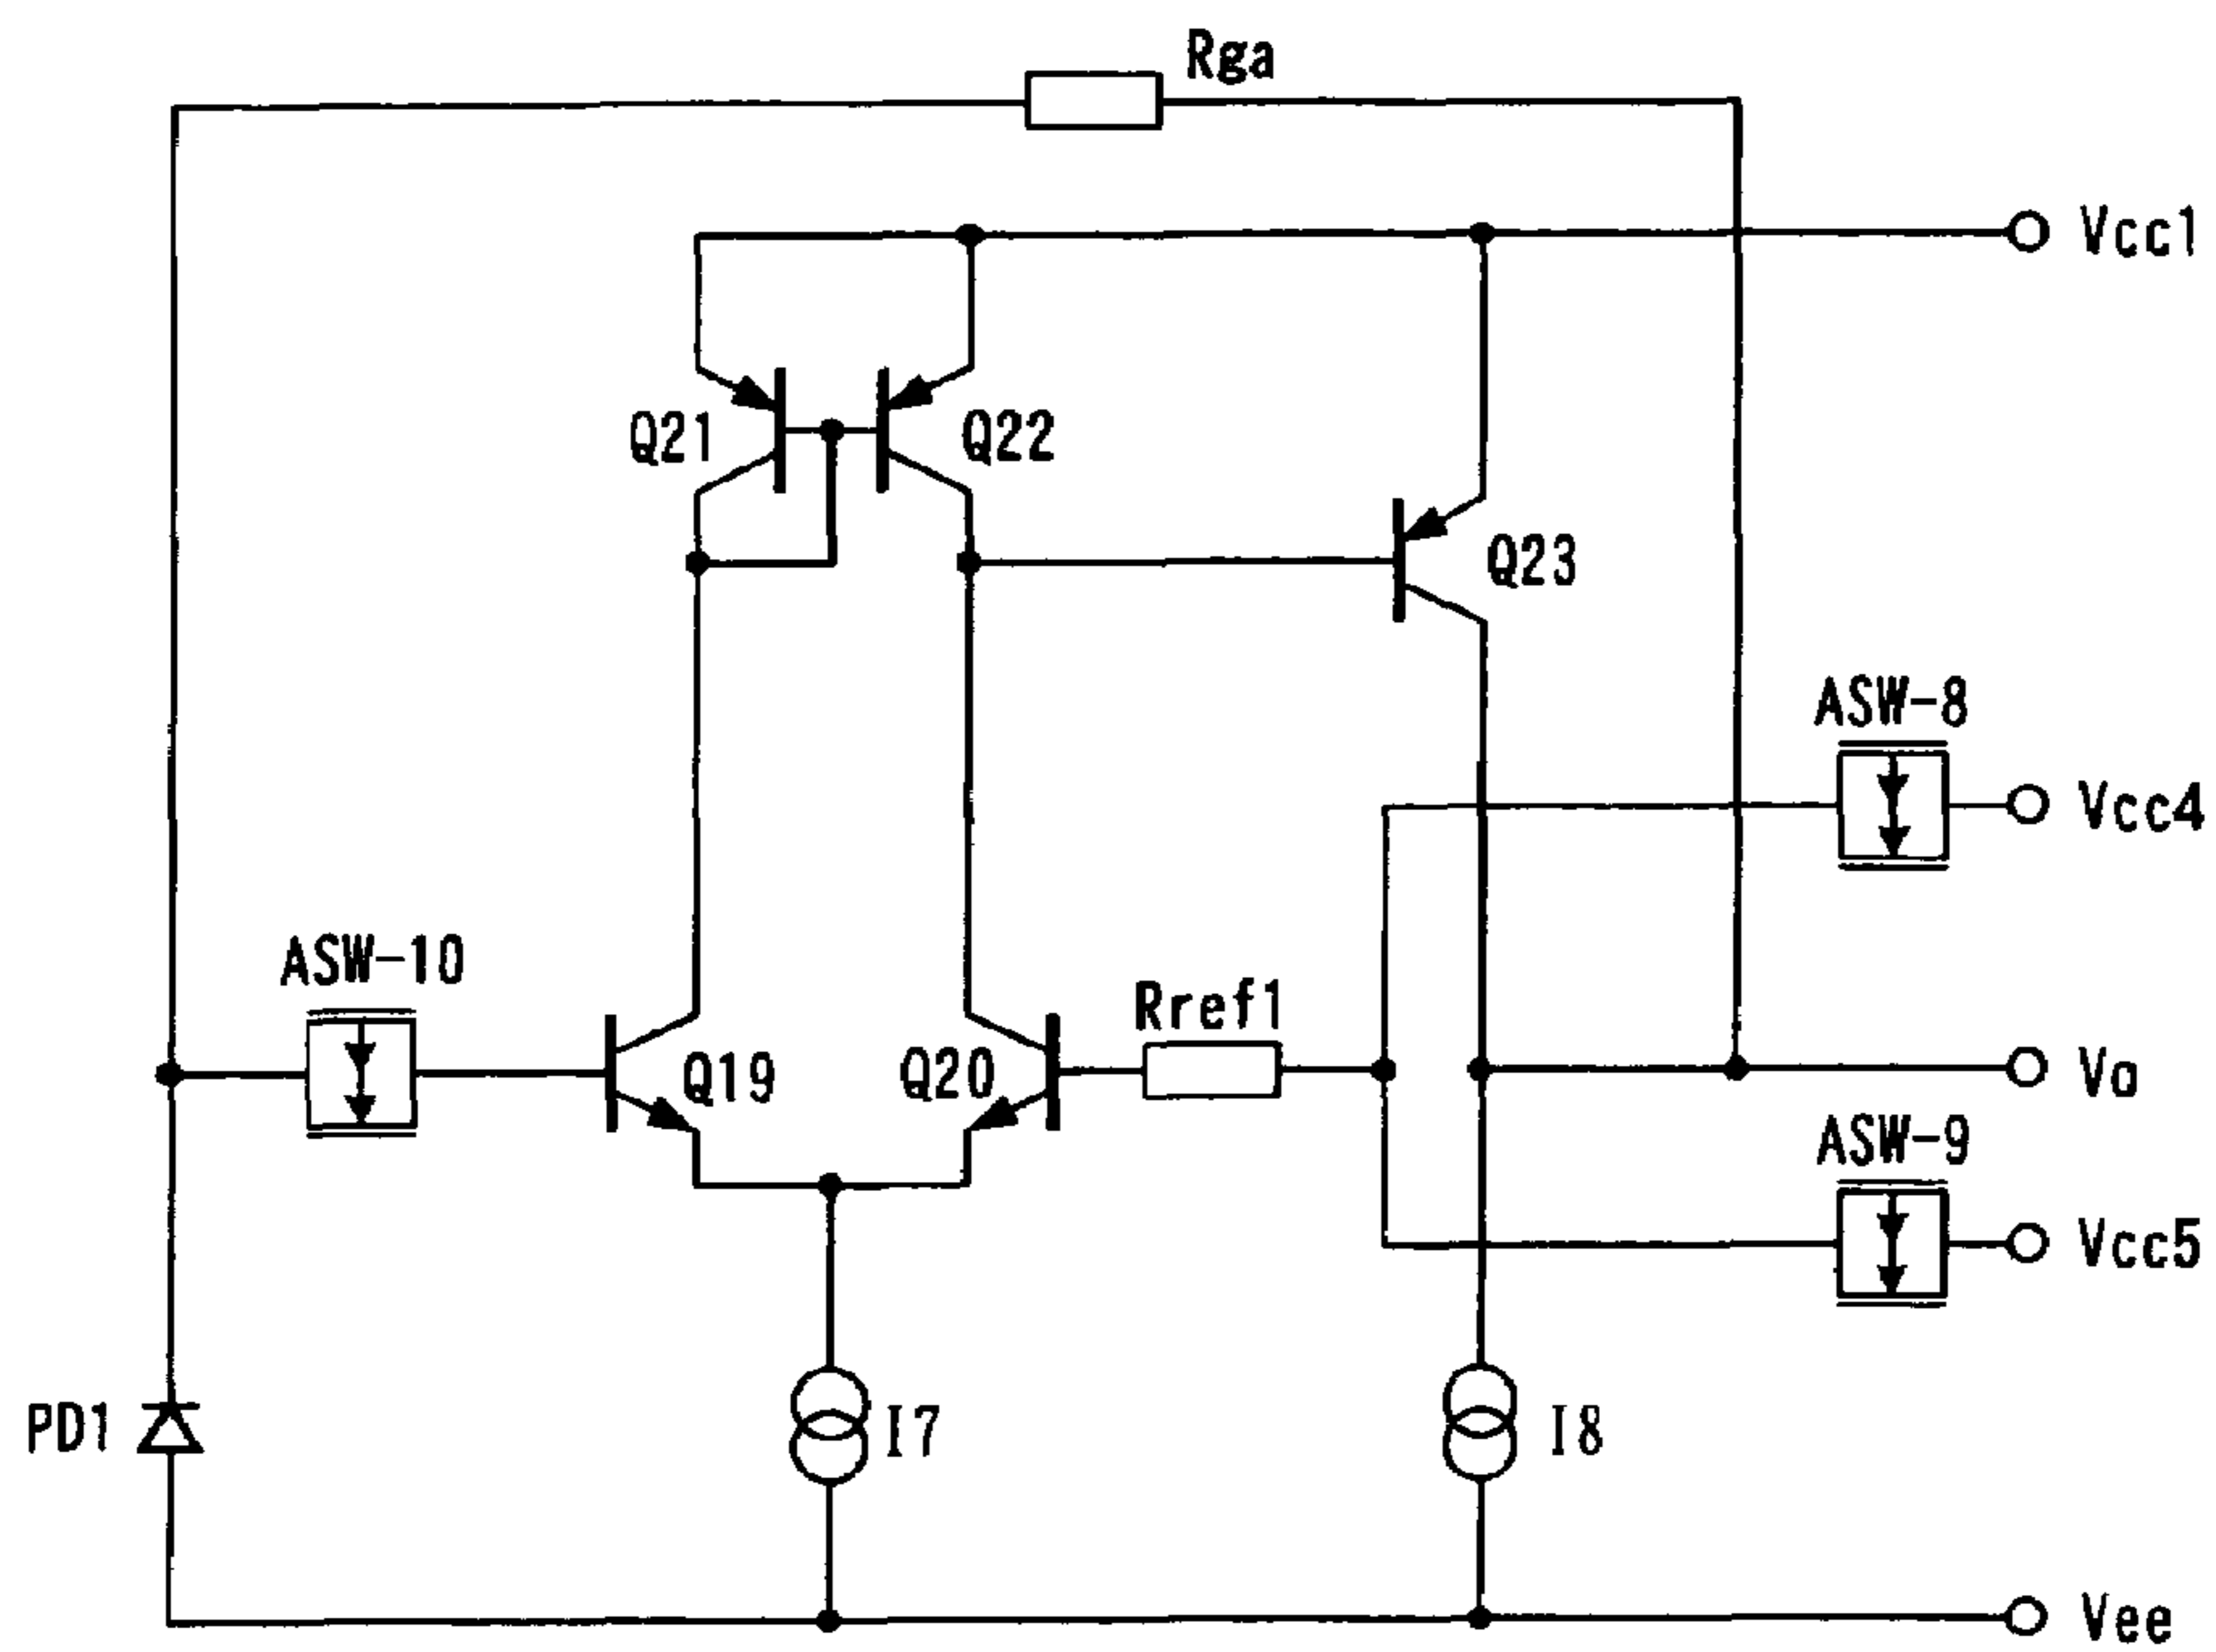 Rga
Vcc1
Q21
Q22
Q23
ASW-8
Vcc4
ASW-10
Rref1
Q19
Q20
Vo
ASW-9
Vcc5
PD1
I7
I8
Vee